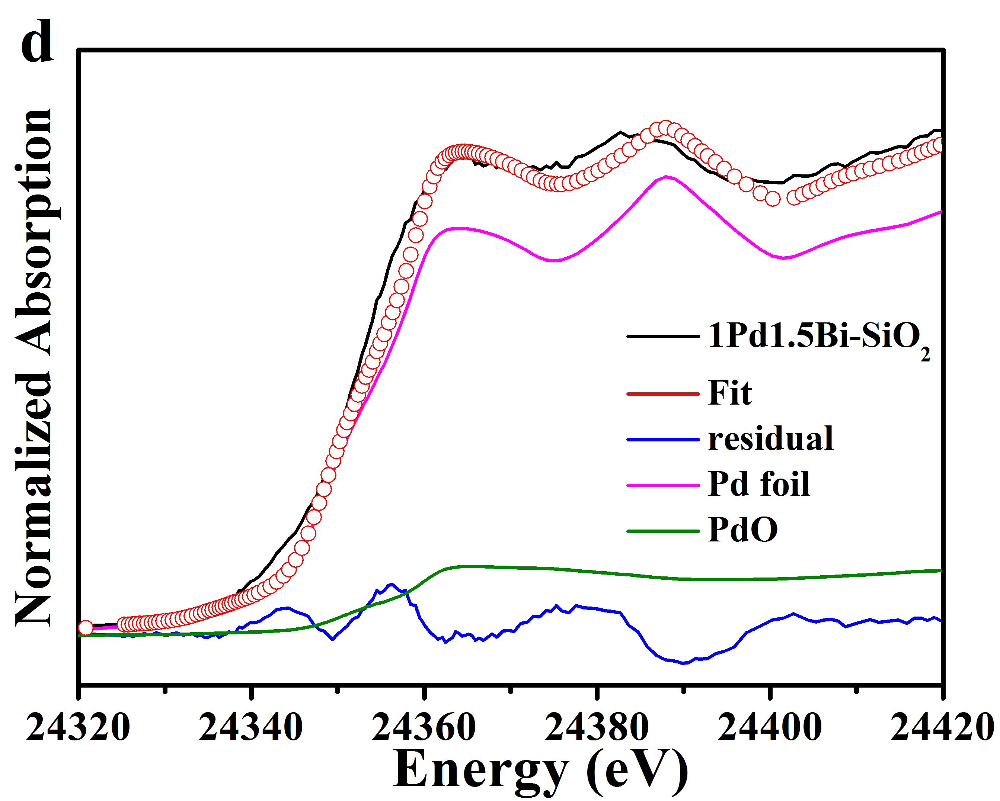 d
Normalized Absorption
1Pd1.5Bi-SiO₂
Fit
residual
Pd foil
PdO
24320 24340 24360 24380 24400 24420
Energy (eV)